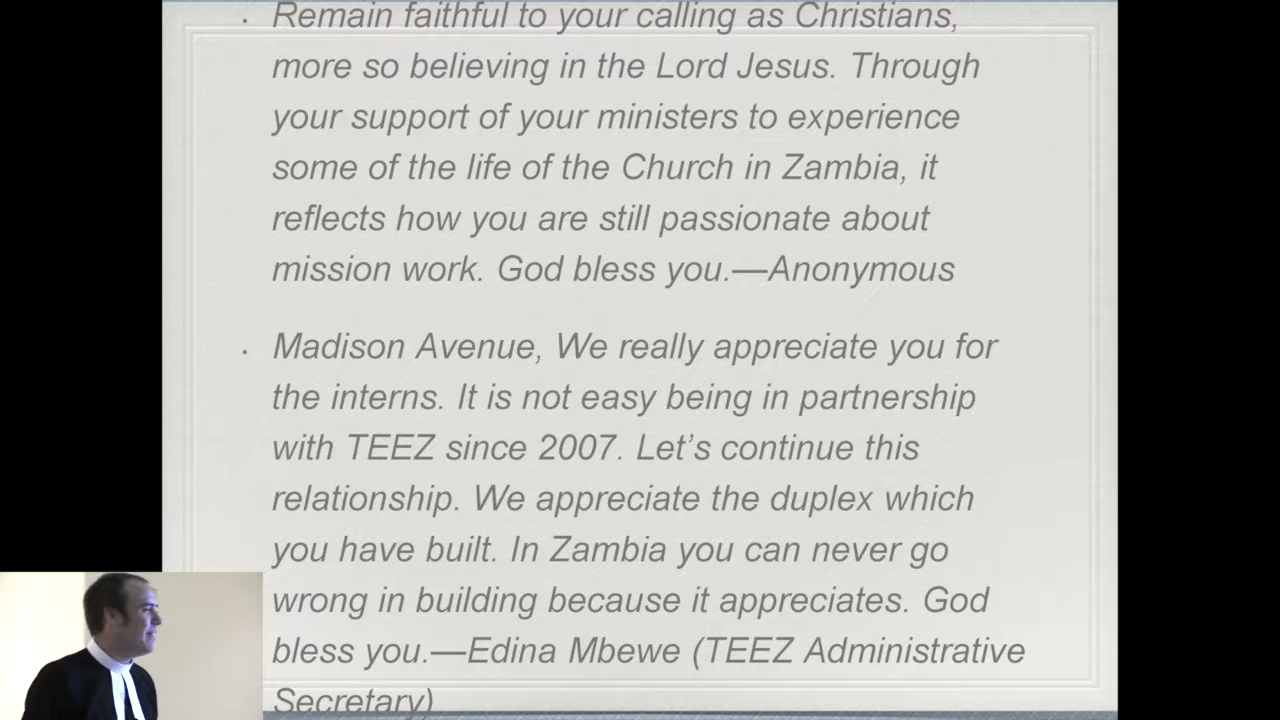 · Remain faithful to your calling as Christians,
more so believing in the Lord Jesus. Through
your support of your ministers to experience
some of the life of the Church in Zambia, it
reflects how you are still passionate about
mission work. God bless you.—Anonymous
· Madison Avenue, We really appreciate you for
the interns. It is not easy being in partnership
with TEEZ since 2007. Let’s continue this
relationship. We appreciate the duplex which
you have built. In Zambia you can never go
wrong in building because it appreciates. God
bless you.—Edina Mbewe (TEEZ Administrative
Secretary)